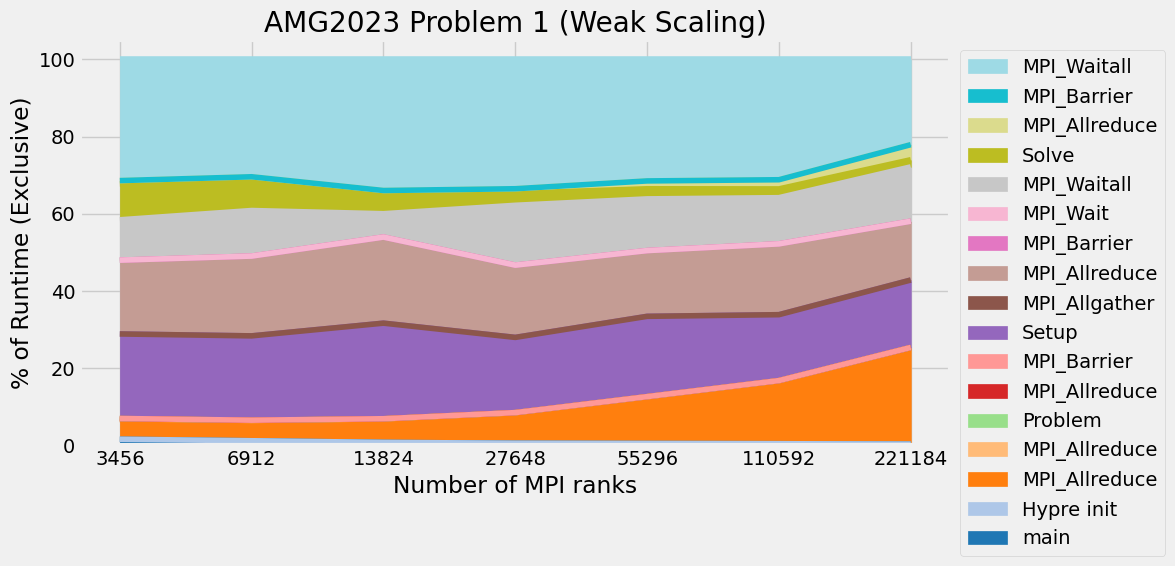 AMG2023 Problem 1 (Weak Scaling)
% of Runtime (Exclusive)
100
80
60
40
20
0
3456 6912 13824 27648 55296 110592 221184
Number of MPI ranks
MPI_Waitall
MPI_Barrier
MPI_Allreduce
Solve
MPI_Waitall
MPI_Wait
MPI_Barrier
MPI_Allreduce
MPI_Allgather
Setup
MPI_Barrier
MPI_Allreduce
Problem
MPI_Allreduce
MPI_Allreduce
Hypre init
main